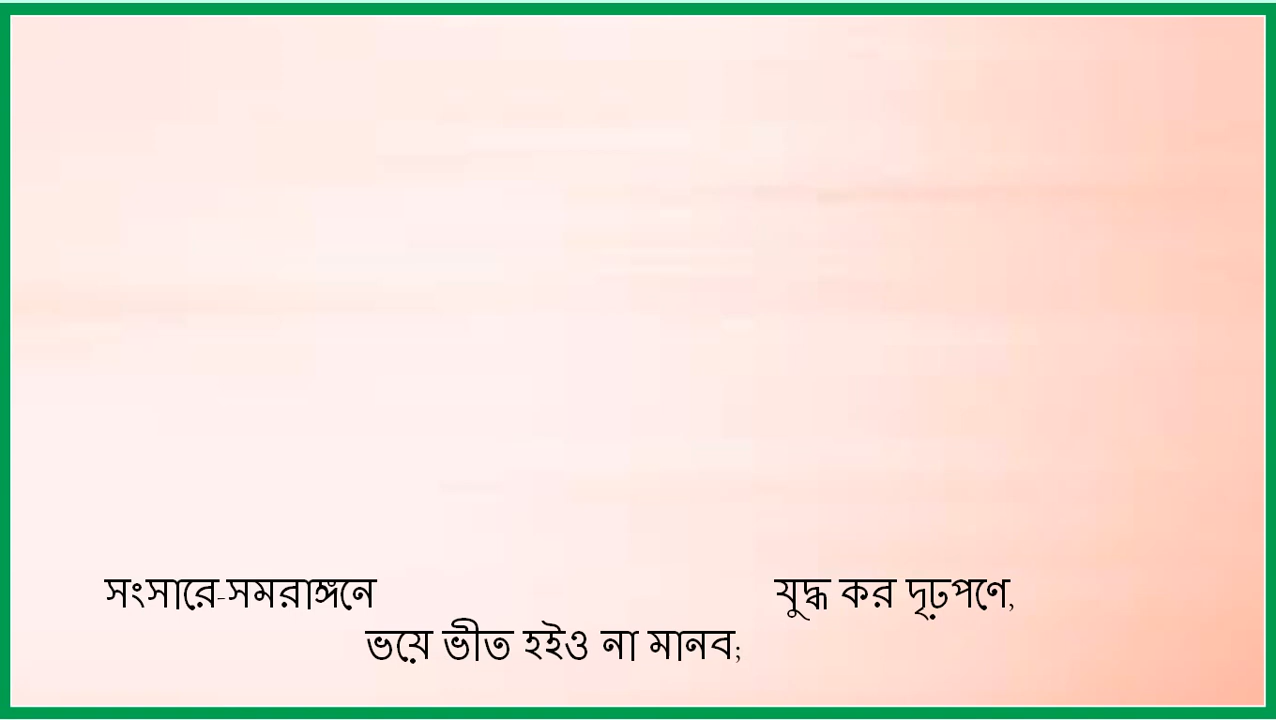 সংসারে-সমরাঙ্গনে যুদ্ধ কর দৃঢ়পণে,
ভয়ে ভীত হইও না মানব;